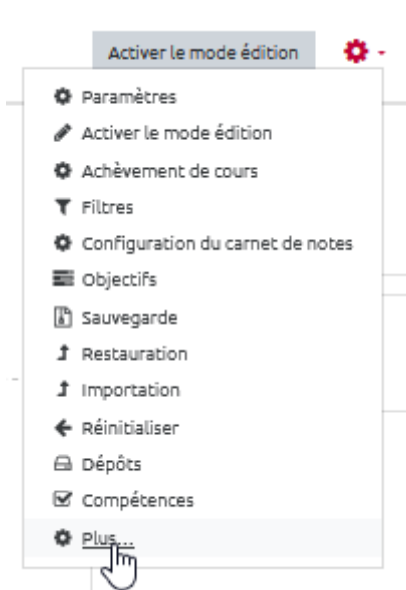 Activer le mode édition
Paramètres
Activer le mode édition
Achèvement de cours
Filtres
Configuration du carnet de notes
Objectifs
Sauvegarde
Restauration
Importation
Réinitialiser
Dépôts
Compétences
Plus...